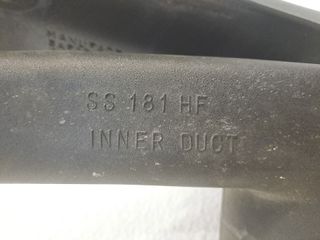 SS 181 HF
INNER DUCT